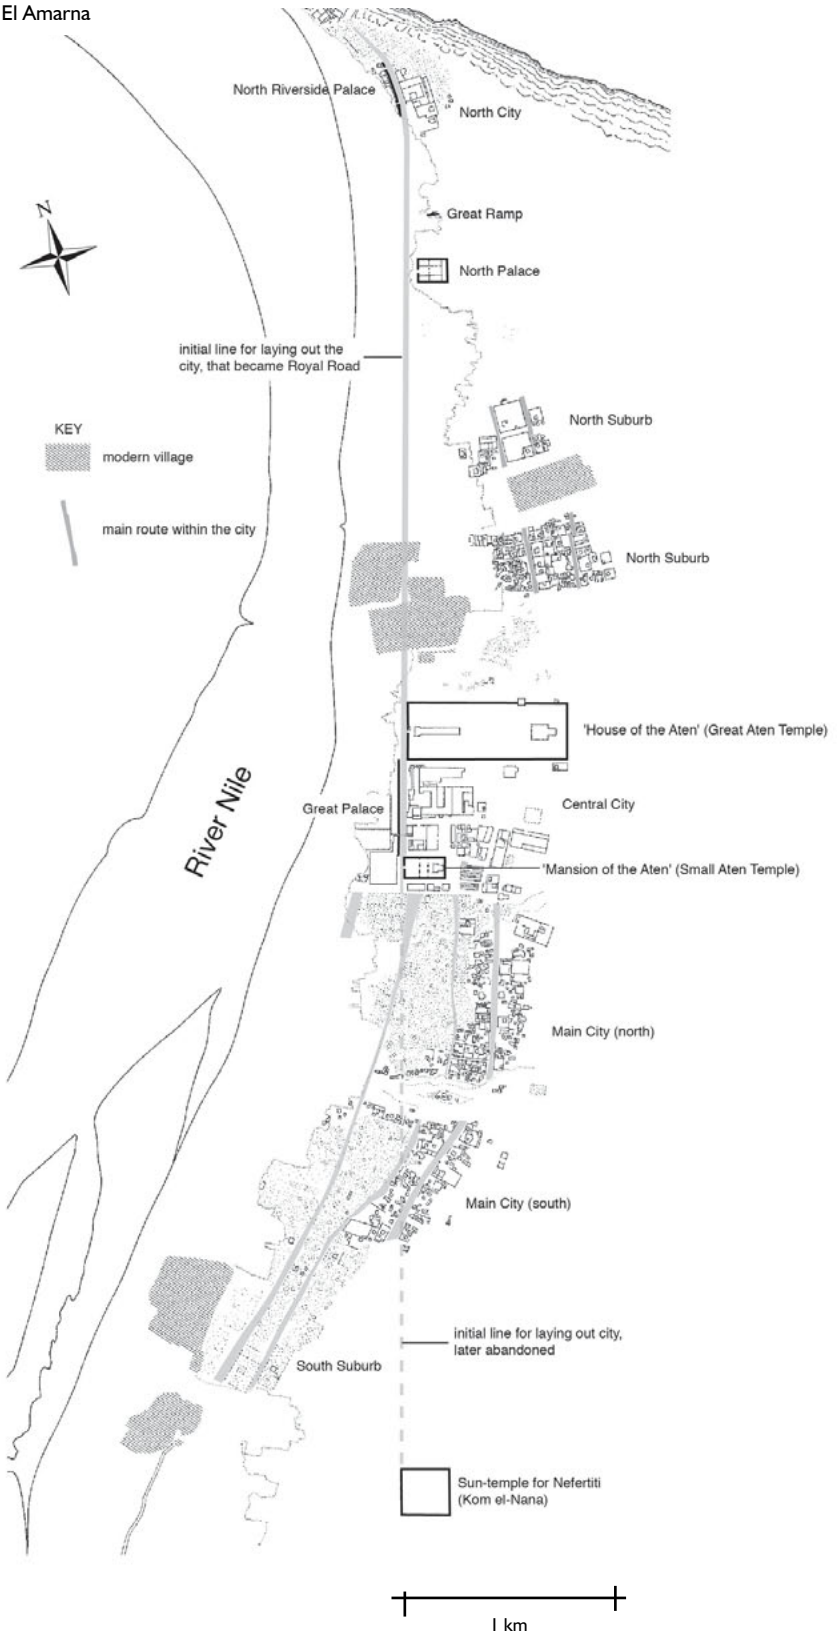 El Amarna
North Riverside Palace
North City
N
Great Ramp
North Palace
initial line for laying out the
city, that became Royal Road
KEY
modern village
main route within the city
North Suburb
North Suburb
'House of the Aten' (Great Aten Temple)
River Nile
Great Palace
Central City
'Mansion of the Aten' (Small Aten Temple)
Main City (north)
Main City (south)
initial line for laying out city,
later abandoned
South Suburb
Sun-temple for Nefertiti
(Kom el-Nana)
1 km